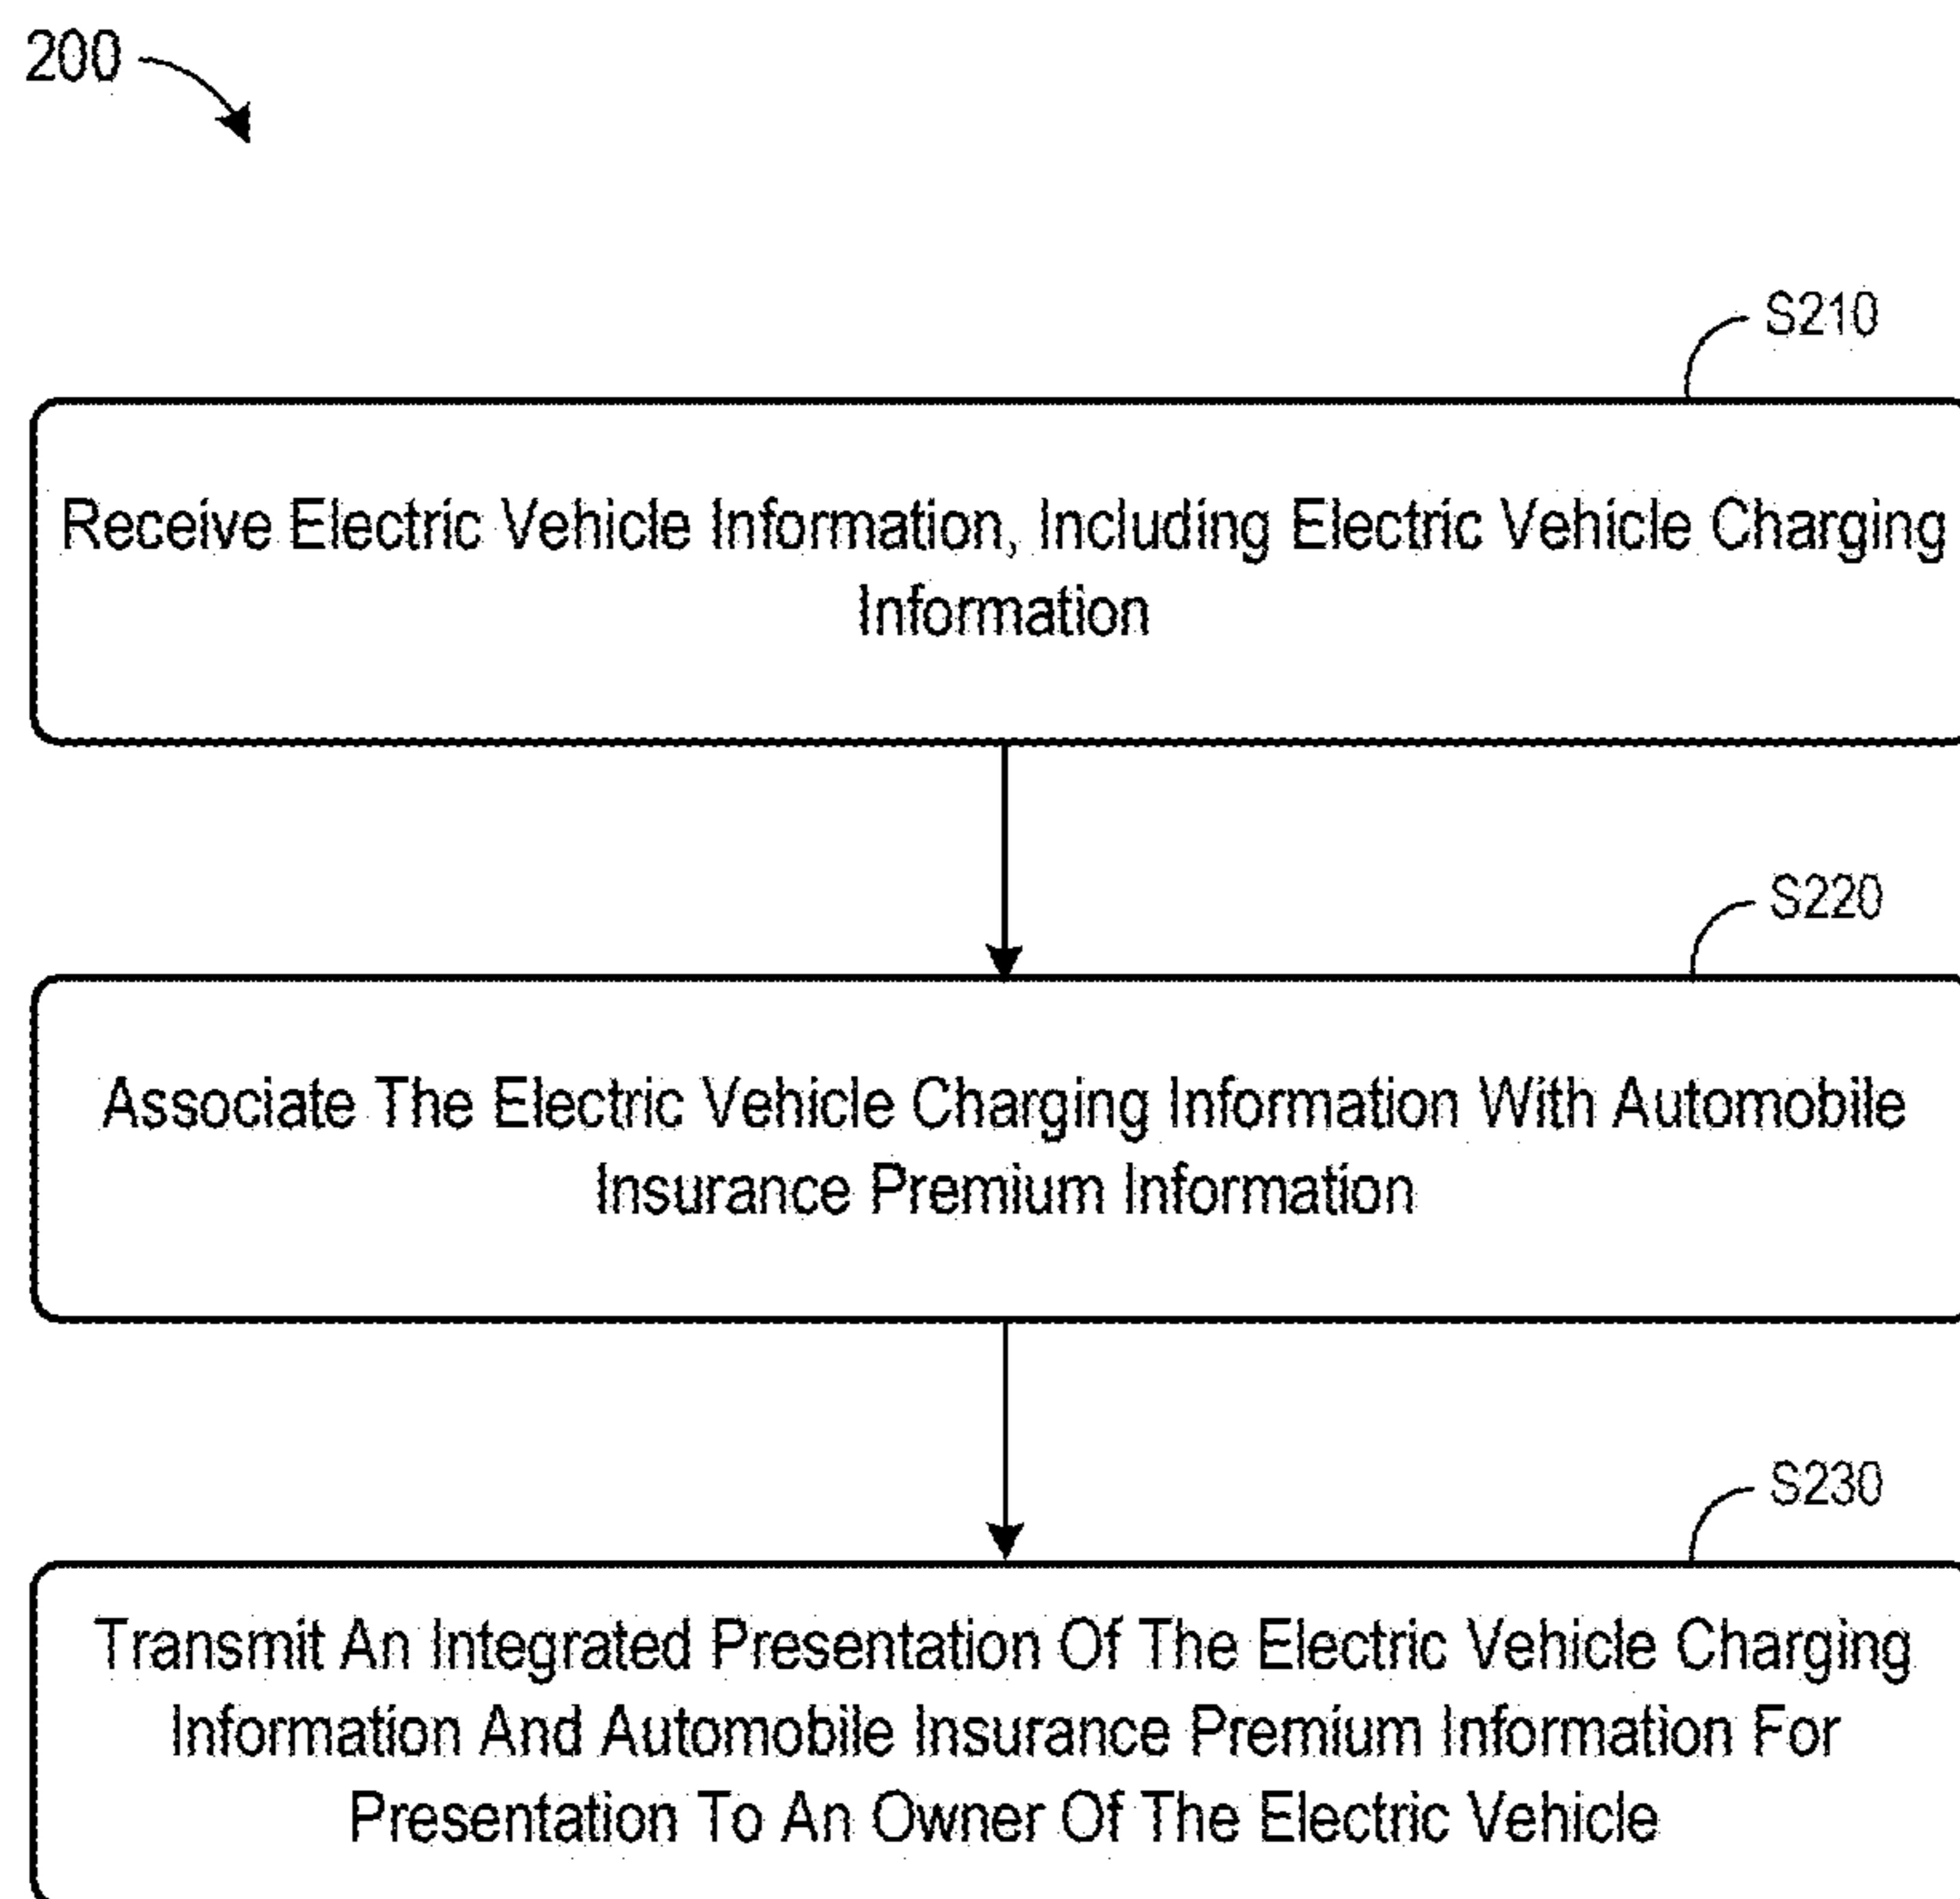 200
S210
Receive Electric Vehicle Information, Including Electric Vehicle Charging
Information
S220
Associate The Electric Vehicle Charging Information With Automobile
Insurance Premium Information
S230
Transmit An Integrated Presentation Of The Electric Vehicle Charging
Information And Automobile Insurance Premium Information For
Presentation To An Owner Of The Electric Vehicle